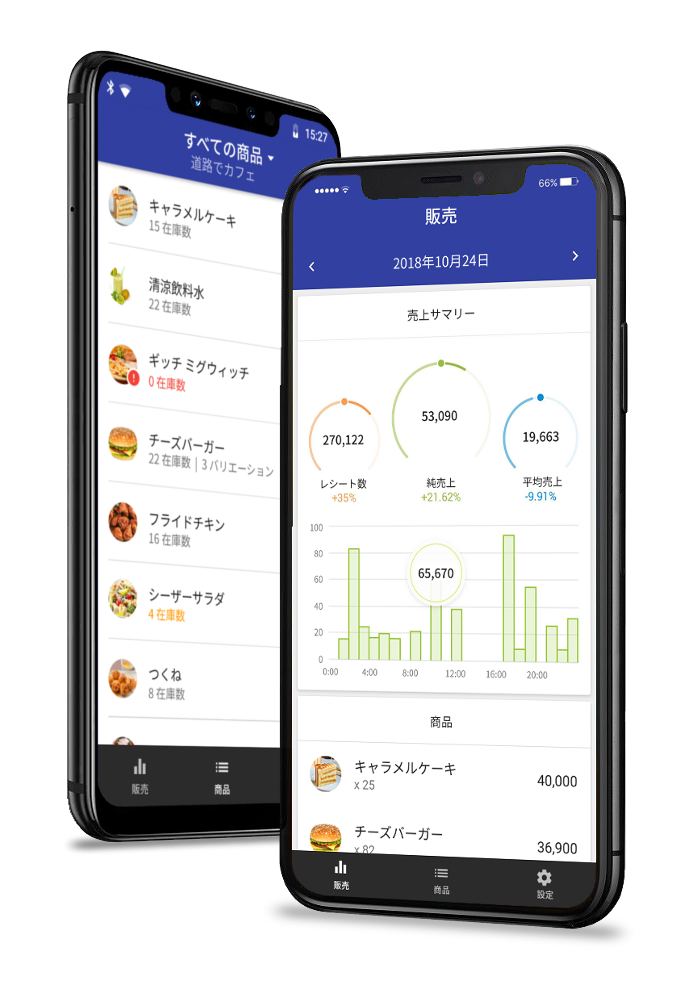 15:27
すべての商品
道路でカフェ
キャラメルケーキ
15 在庫数
清涼飲料水
22 在庫数
ギッチ ミグウィッチ
!
0 在庫数
チーズバーガー
22 在庫数 | 3 バリエーション
フライドチキン
16 在庫数
シーザーサラダ
4 在庫数
つくね
8 在庫数
販売
商品
66%
販売
2018年10月24日
売上サマリー
270,122
53,090
19,663
レシート数
純売上
平均売上
+35%
+21.62%
-9.91%
100
80
60
40
20
0
65,670
0:00 4:00 8:00 12:00 16:00 20:00
商品
キャラメルケーキ
x 25
40,000
チーズバーガー
x 82
36,900
販売
商品
設定